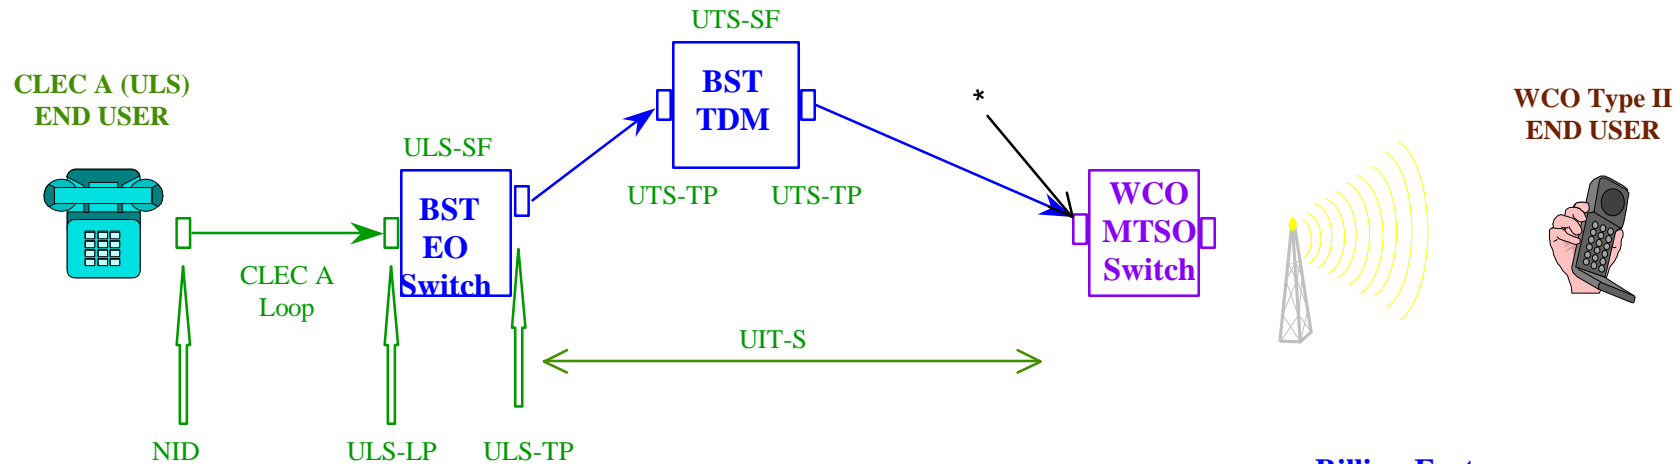 UTS-SF
CLEC A (ULS)
END USER
BST
TDM
*
WCO Type II
END USER
ULS-SF
UTS-TP
UTS-TP
BST
EO
Switch
WCO
MTSO
Switch
CLEC A
Loop
UIT-S
NID
ULS-LP
ULS-TP